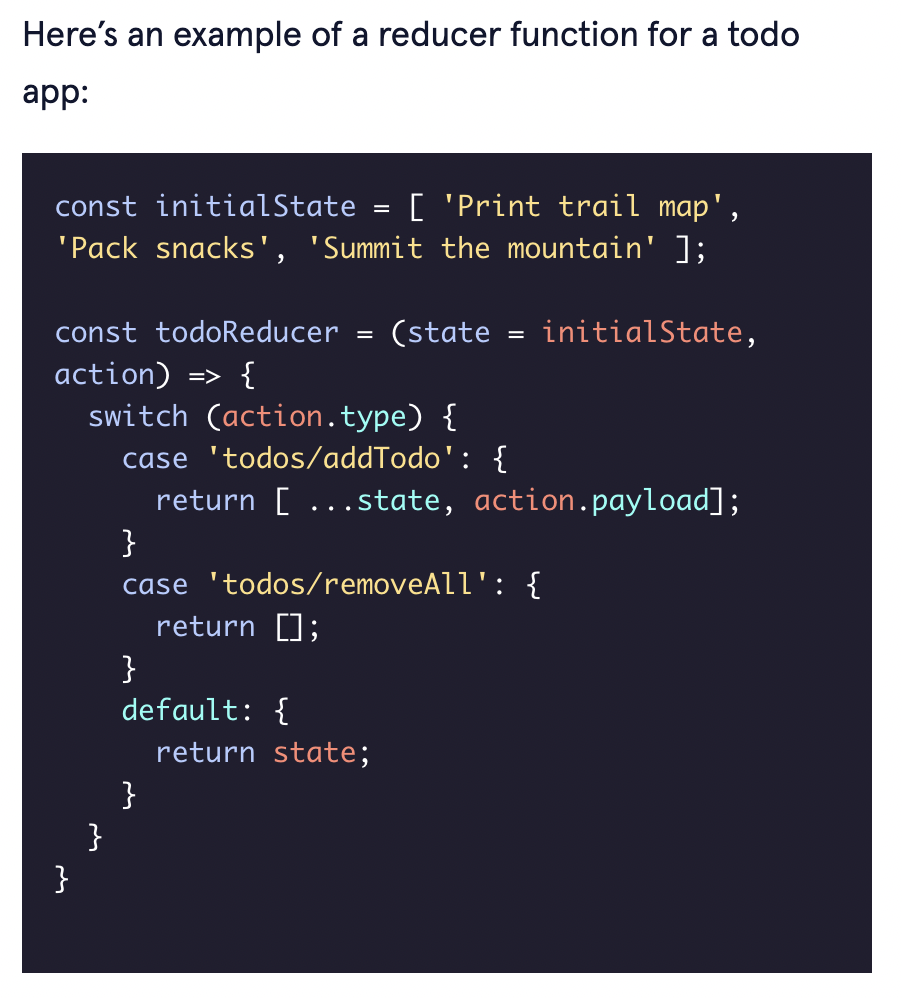 Here’s an example of a reducer function for a todo
app:
const initialState = [ 'Print trail map',
'Pack snacks', 'Summit the mountain' ];

const todoReducer = (state = initialState,
action) => {
  switch (action.type) {
    case 'todos/addTodo': {
      return [ ...state, action.payload];
    }
    case 'todos/removeAll': {
      return [];
    }
    default: {
      return state;
    }
  }
}